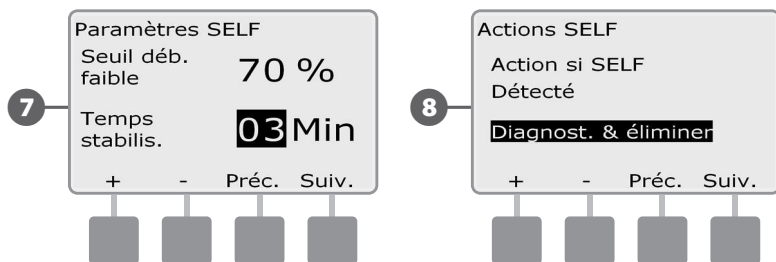 7
Paramètres SELF
Seuil déb.
faible
70 %
Temps
stabilis.
03 Min
+ - Préc. Suiv.
8
Actions SELF
Action si SELF
Détecté
Diagnost. & éliminer
+ - Préc. Suiv.